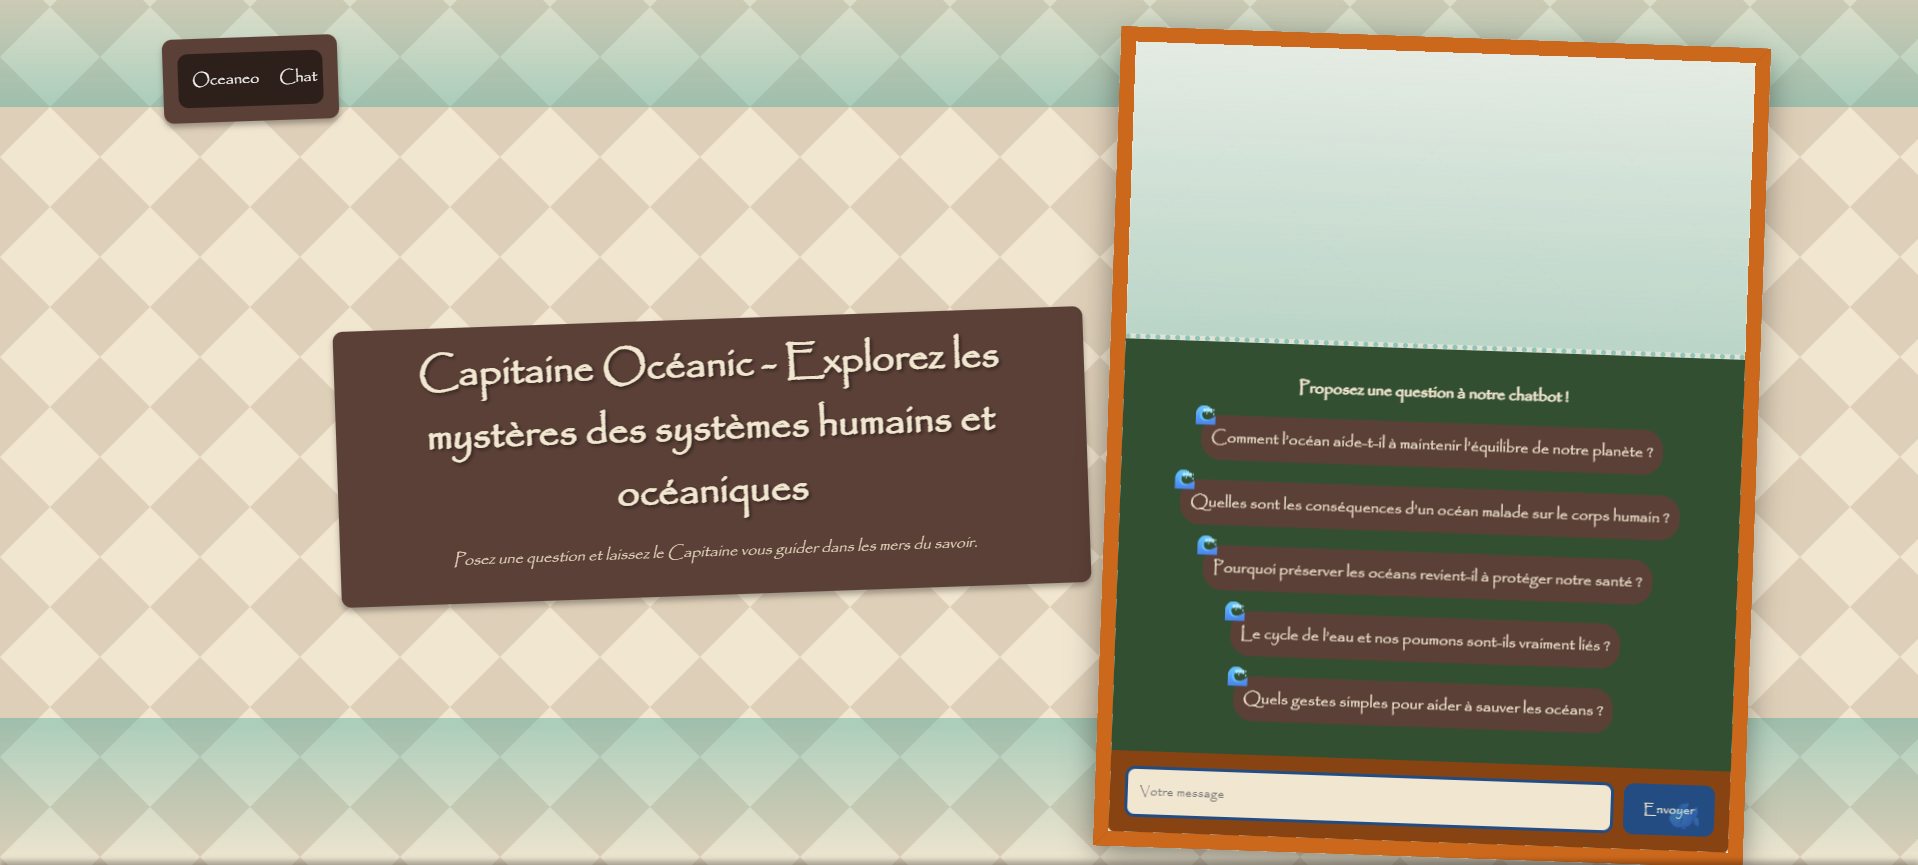 Oceaneo Chat
Capitaine Océanic - Explorez les
mystères des systèmes humains et
océaniques
Posez une question et laissez le Capitaine vous guider dans les mers du savoir.
Proposez une question à notre chatbot !
Comment l'océan aide-t-il à maintenir l'équilibre de notre planète ?
Quelles sont les conséquences d'un océan malade sur le corps humain ?
Pourquoi préserver les océans revient-il à protéger notre santé ?
Le cycle de l'eau et nos poumons sont-ils vraiment liés ?
Quels gestes simples pour aider à sauver les océans ?
Votre message
Envoyer